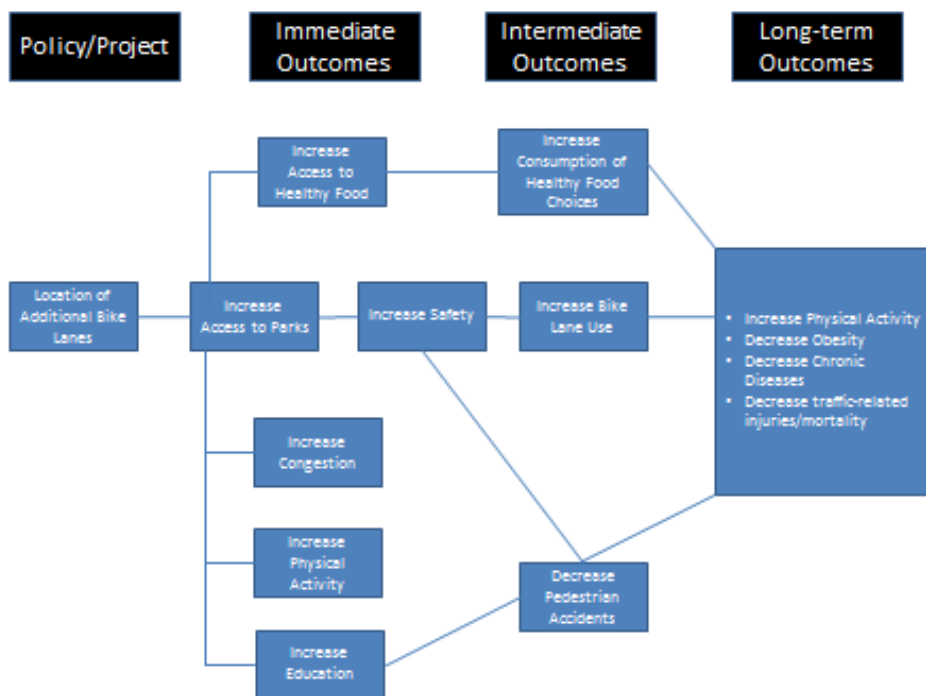 Policy/Project
Immediate
Outcomes
Intermediate
Outcomes
Long-term
Outcomes
Increase
Access to
Healthy Food
Increase
Consumption of
Healthy Food
Choices
Location of
Additional Bike
Lanes
Increase
Access to Parks
Increase Safety
Increase Bike
Lane Use
• Increase Physical Activity
• Decrease Obesity
• Decrease Chronic
Diseases
• Decrease traffic-related
injuries/mortality
Increase
Congestion
Increase
Physical
Activity
Decrease
Pedestrian
Accidents
Increase
Education